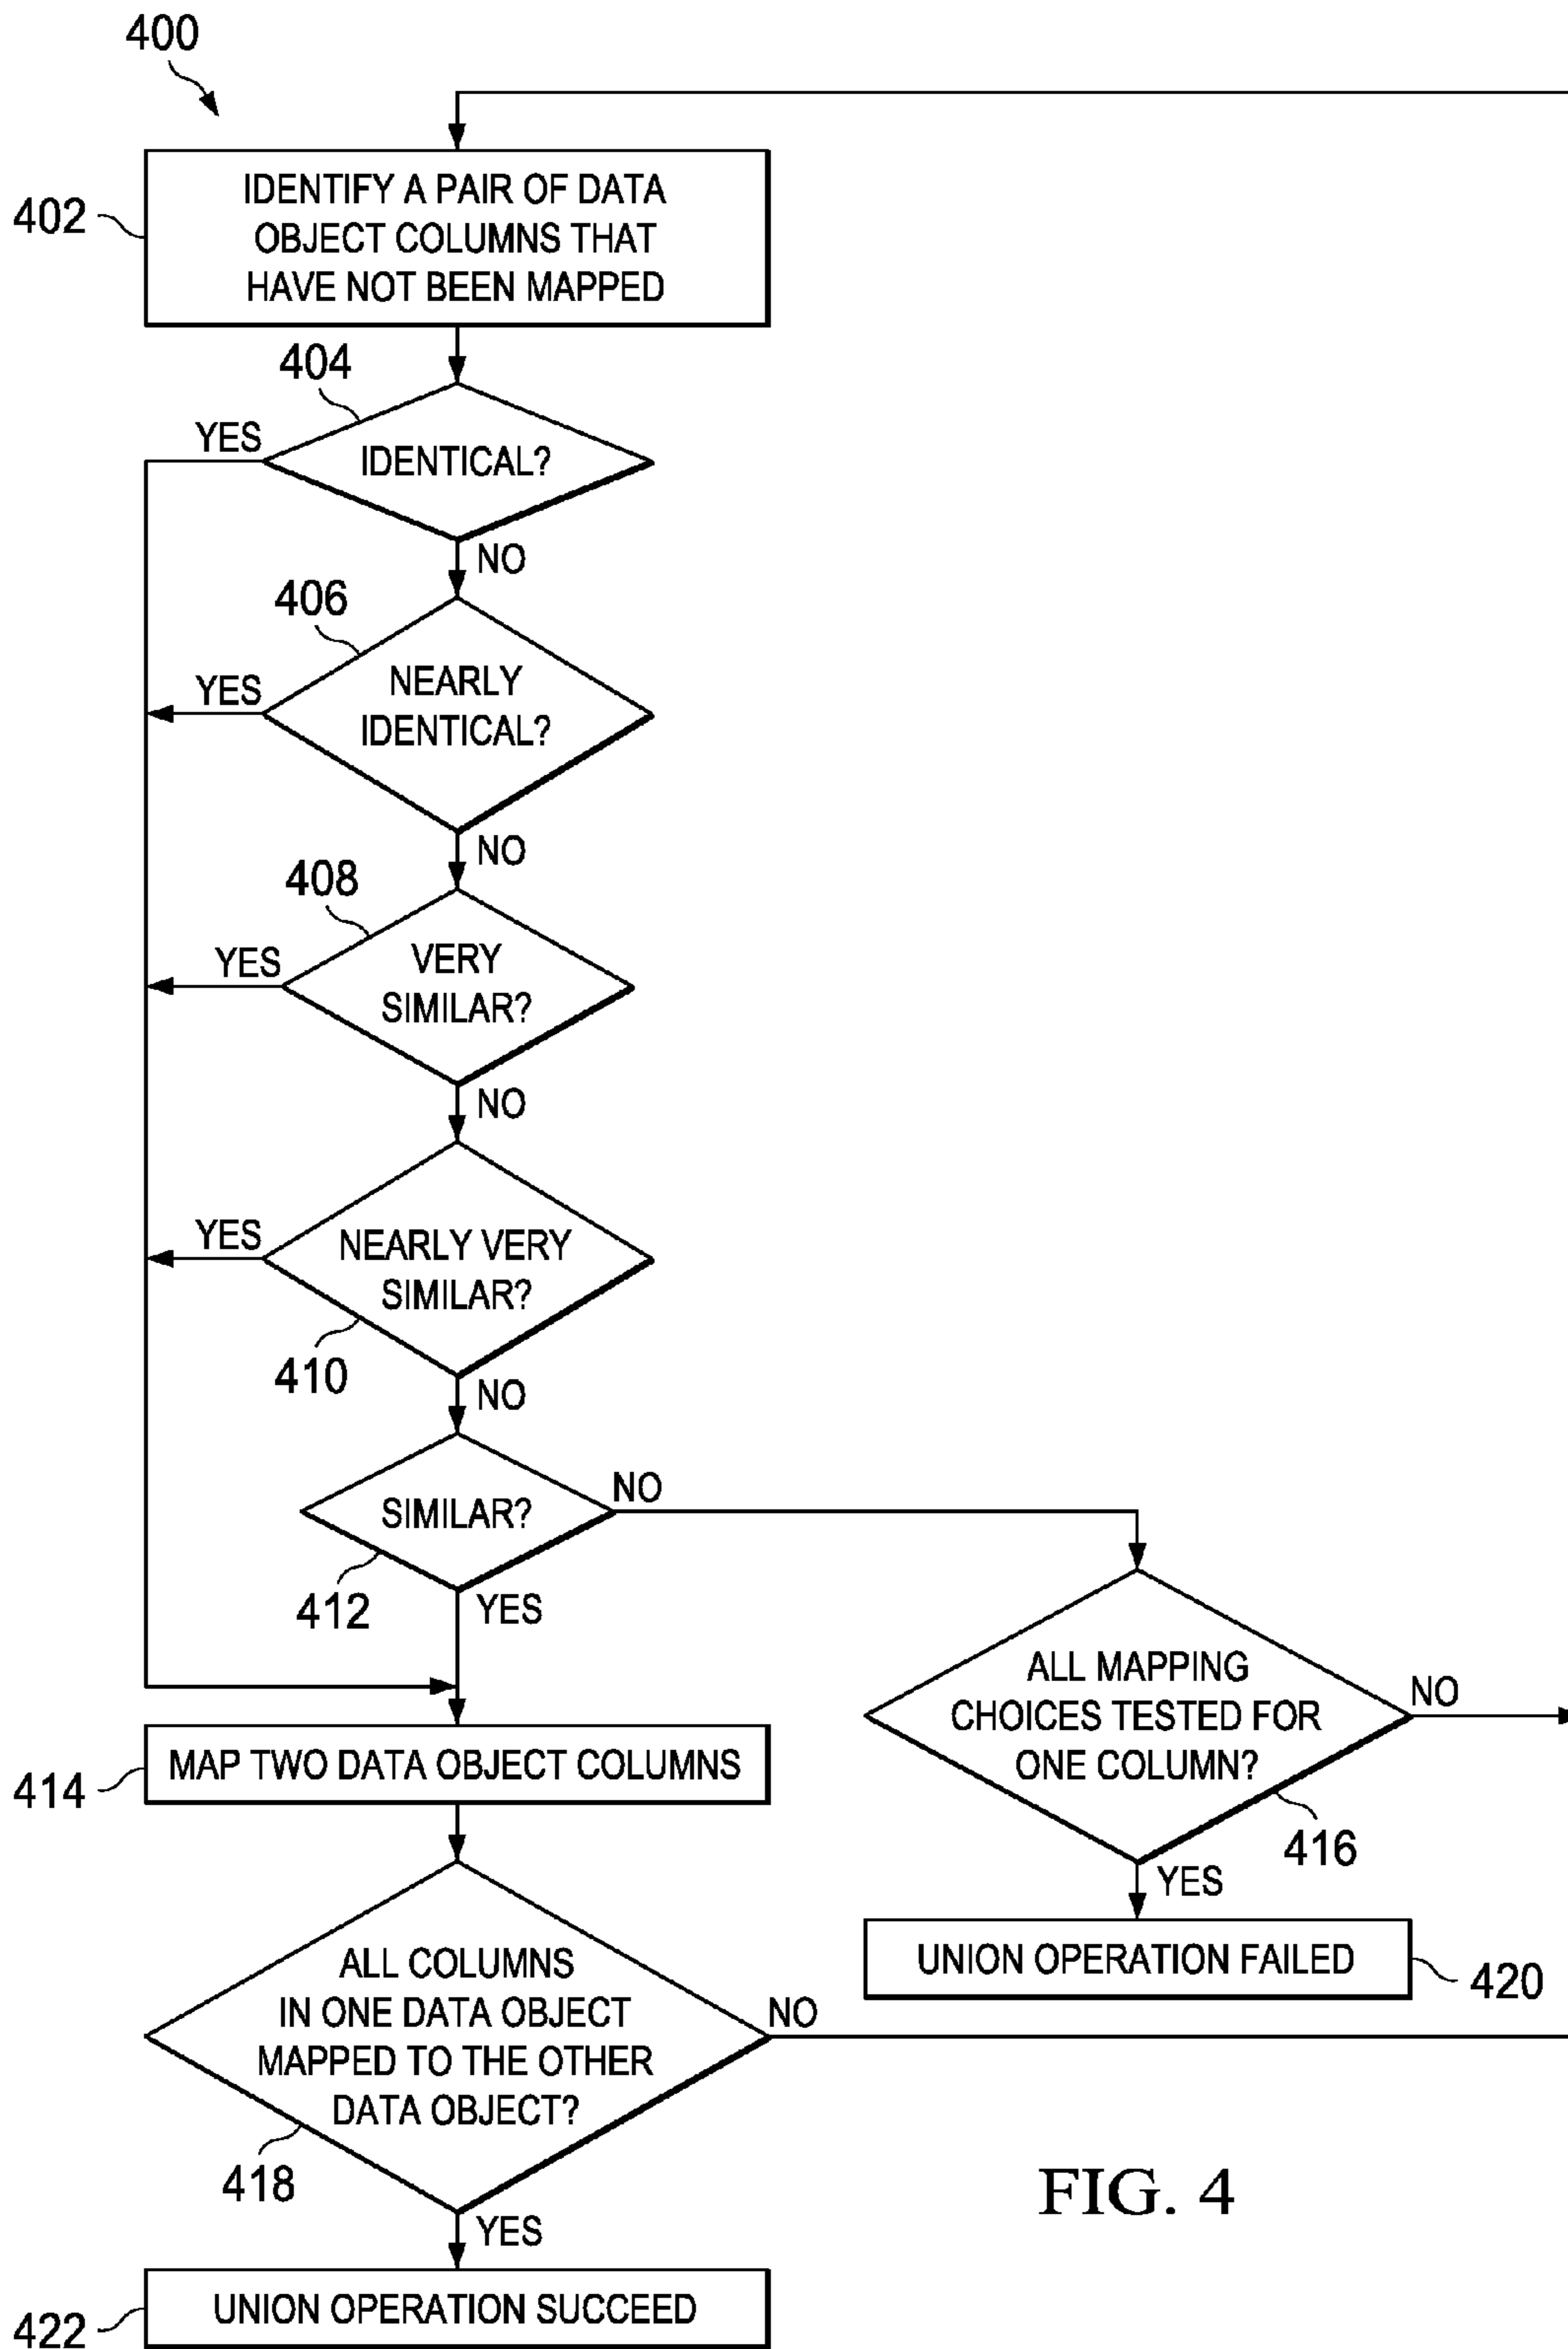 400
402
IDENTIFY A PAIR OF DATA
OBJECT COLUMNS THAT
HAVE NOT BEEN MAPPED
404
YES
IDENTICAL?
NO
406
YES
NEARLY
IDENTICAL?
NO
408
YES
VERY
SIMILAR?
NO
YES
NEARLY VERY
SIMILAR?
410
NO
SIMILAR?
NO
412
YES
ALL MAPPING
CHOICES TESTED FOR
ONE COLUMN?
NO
416
YES
414
MAP TWO DATA OBJECT COLUMNS
UNION OPERATION FAILED
420
ALL COLUMNS
IN ONE DATA OBJECT
MAPPED TO THE OTHER
DATA OBJECT?
NO
418
YES
422
UNION OPERATION SUCCEED
FIG. 4